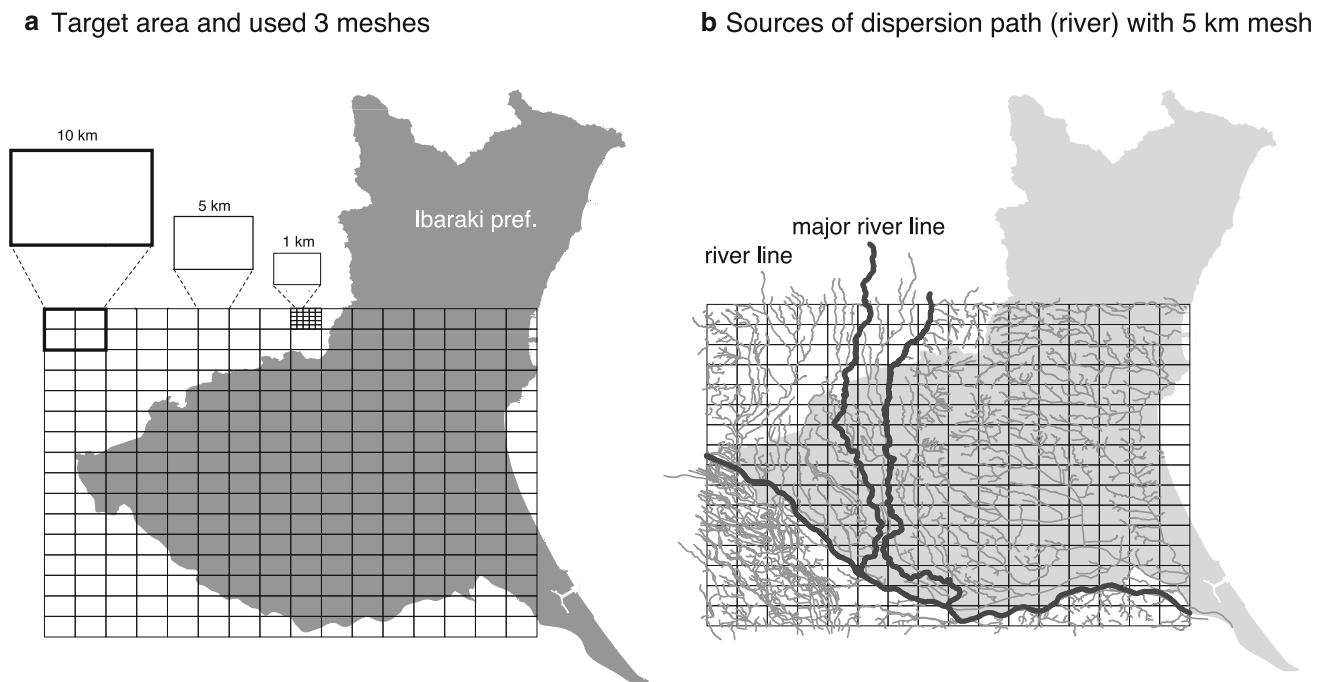 a Target area and used 3 meshes
10 km
5 km
1 km
Ibaraki pref.
b Sources of dispersion path (river) with 5 km mesh
major river line
river line